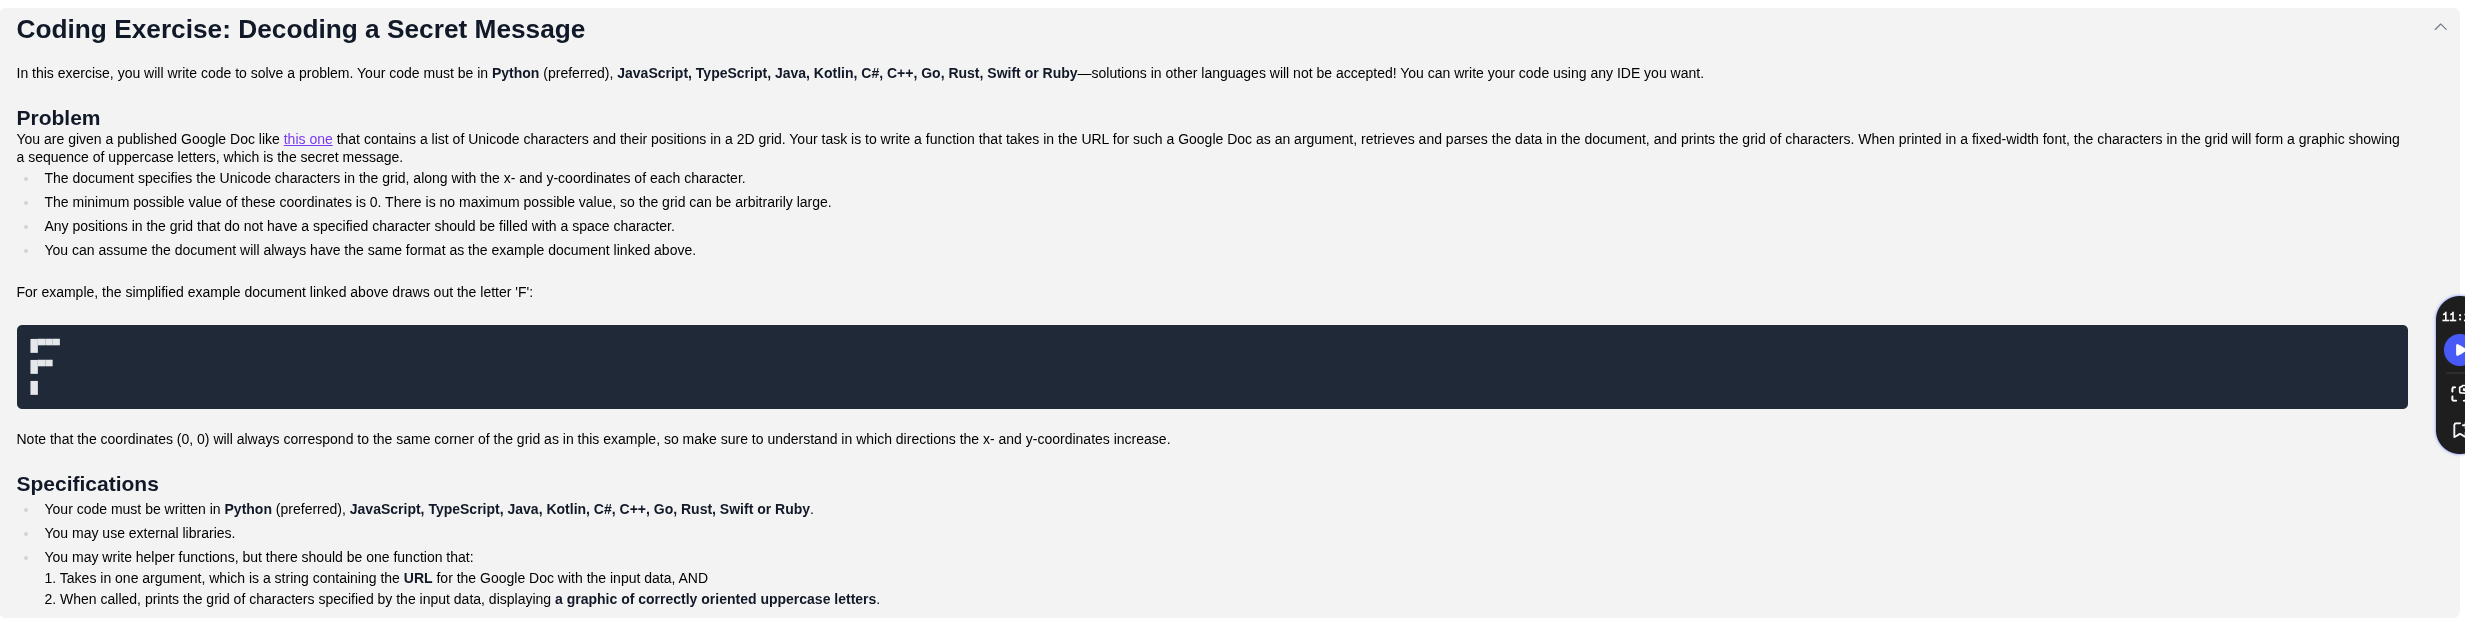 Coding Exercise: Decoding a Secret Message
In this exercise, you will write code to solve a problem. Your code must be in Python (preferred), JavaScript, TypeScript, Java, Kotlin, C#, C++, Go, Rust, Swift or Ruby—solutions in other languages will not be accepted! You can write your code using any IDE you want.
Problem
You are given a published Google Doc like this one that contains a list of Unicode characters and their positions in a 2D grid. Your task is to write a function that takes in the URL for such a Google Doc as an argument, retrieves and parses the data in the document, and prints the grid of characters. When printed in a fixed-width font, the characters in the grid will form a graphic showing
a sequence of uppercase letters, which is the secret message.
The document specifies the Unicode characters in the grid, along with the x- and y-coordinates of each character.
The minimum possible value of these coordinates is 0. There is no maximum possible value, so the grid can be arbitrarily large.
Any positions in the grid that do not have a specified character should be filled with a space character.
You can assume the document will always have the same format as the example document linked above.
For example, the simplified example document linked above draws out the letter 'F':
█▀▀▀
█▀▀
█
11:
Note that the coordinates (0, 0) will always correspond to the same corner of the grid as in this example, so make sure to understand in which directions the x- and y-coordinates increase.
Specifications
Your code must be written in Python (preferred), JavaScript, TypeScript, Java, Kotlin, C#, C++, Go, Rust, Swift or Ruby.
You may use external libraries.
You may write helper functions, but there should be one function that:
1. Takes in one argument, which is a string containing the URL for the Google Doc with the input data, AND
2. When called, prints the grid of characters specified by the input data, displaying a graphic of correctly oriented uppercase letters.